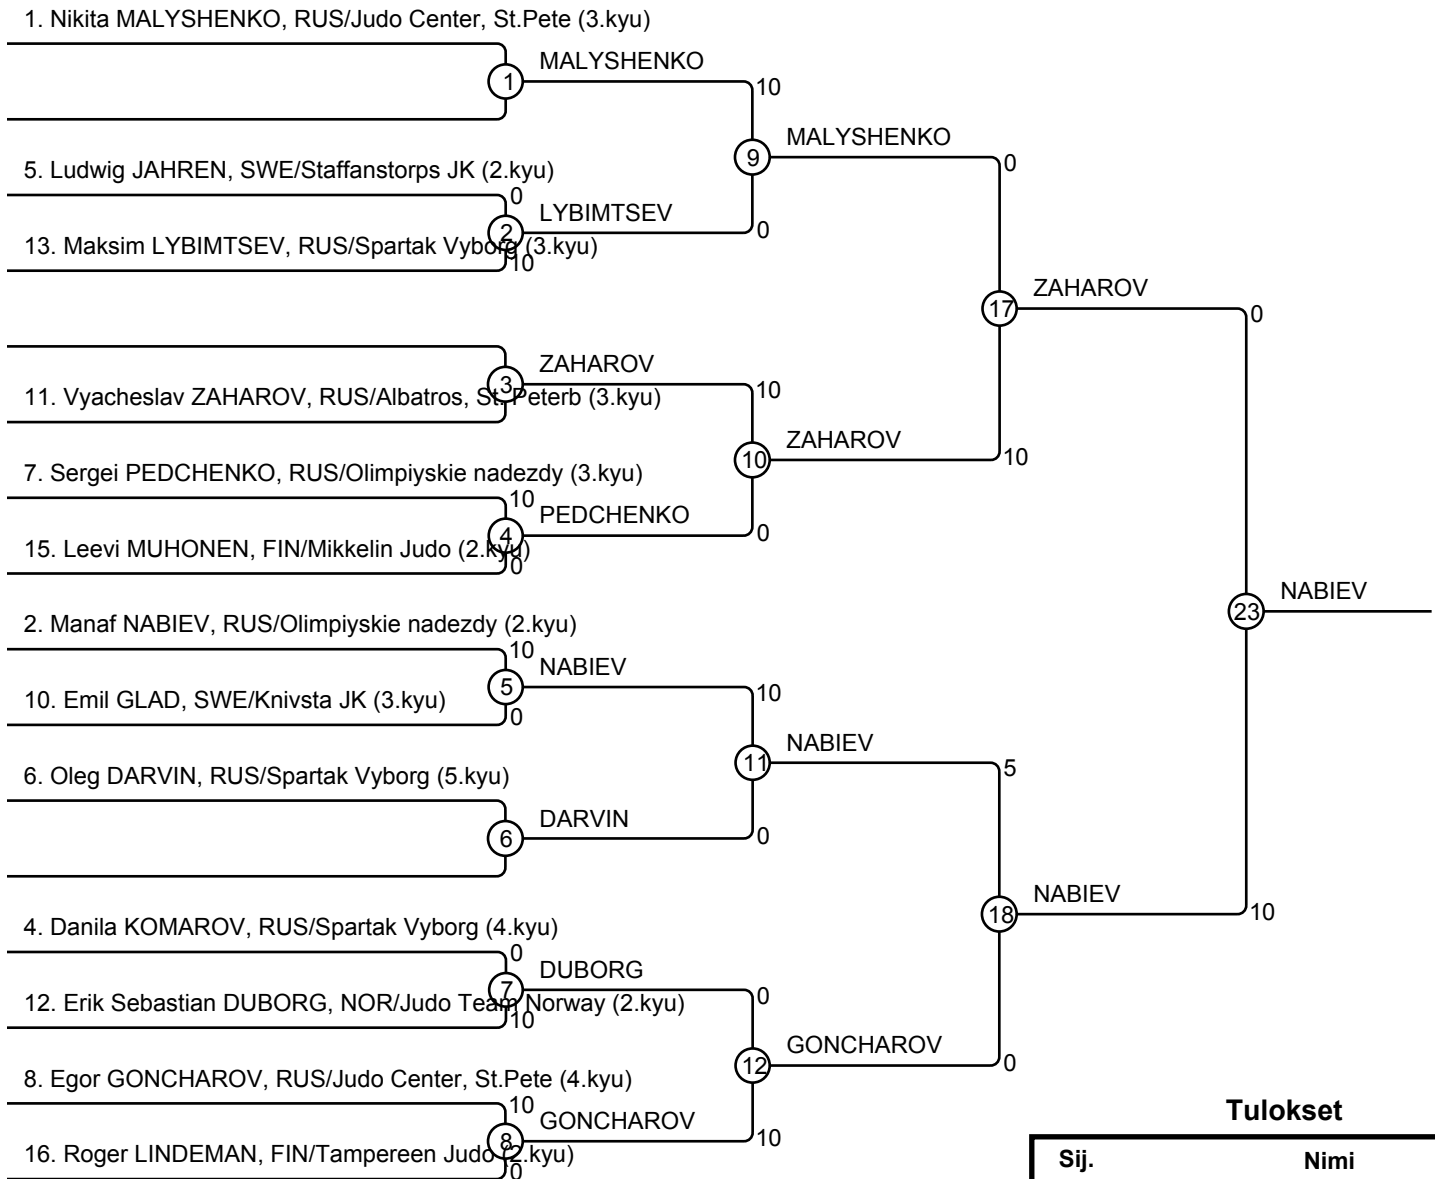 1. Nikita MALYSHENKO, RUS/Judo Center, St.Pete (3.kyu)
1
MALYSHENKO
10
9
MALYSHENKO
0
5. Ludwig JAHREN, SWE/Staffanstorps JK (2.kyu)
0
2
LYBIMTSEV
0
13. Maksim LYBIMTSEV, RUS/Spartak Vyborg (3.kyu)
10
17
ZAHAROV
0
3
ZAHAROV
10
11. Vyacheslav ZAHAROV, RUS/Albatros, St. Peterb (3.kyu)
10
ZAHAROV
10
7. Sergei PEDCHENKO, RUS/Olimpiyskie nadezdy (3.kyu)
10
4
PEDCHENKO
0
15. Leevi MUHONEN, FIN/Mikkelin Judo (2.kyu)
0
23
NABIEV
2. Manaf NABIEV, RUS/Olimpiyskie nadezdy (2.kyu)
10
5
NABIEV
10
10. Emil GLAD, SWE/Knivsta JK (3.kyu)
0
11
NABIEV
5
6. Oleg DARVIN, RUS/Spartak Vyborg (5.kyu)
6
DARVIN
0
18
NABIEV
10
4. Danila KOMAROV, RUS/Spartak Vyborg (4.kyu)
0
7
DUBORG
0
12. Erik Sebastian DUBORG, NOR/Judo Team Norway (2.kyu)
10
12
GONCHAROV
0
8. Egor GONCHAROV, RUS/Judo Center, St.Pete (4.kyu)
10
8
GONCHAROV
10
16. Roger LINDEMAN, FIN/Tampereen Judo (2.kyu)
0
Tulokset
Sij. Nimi